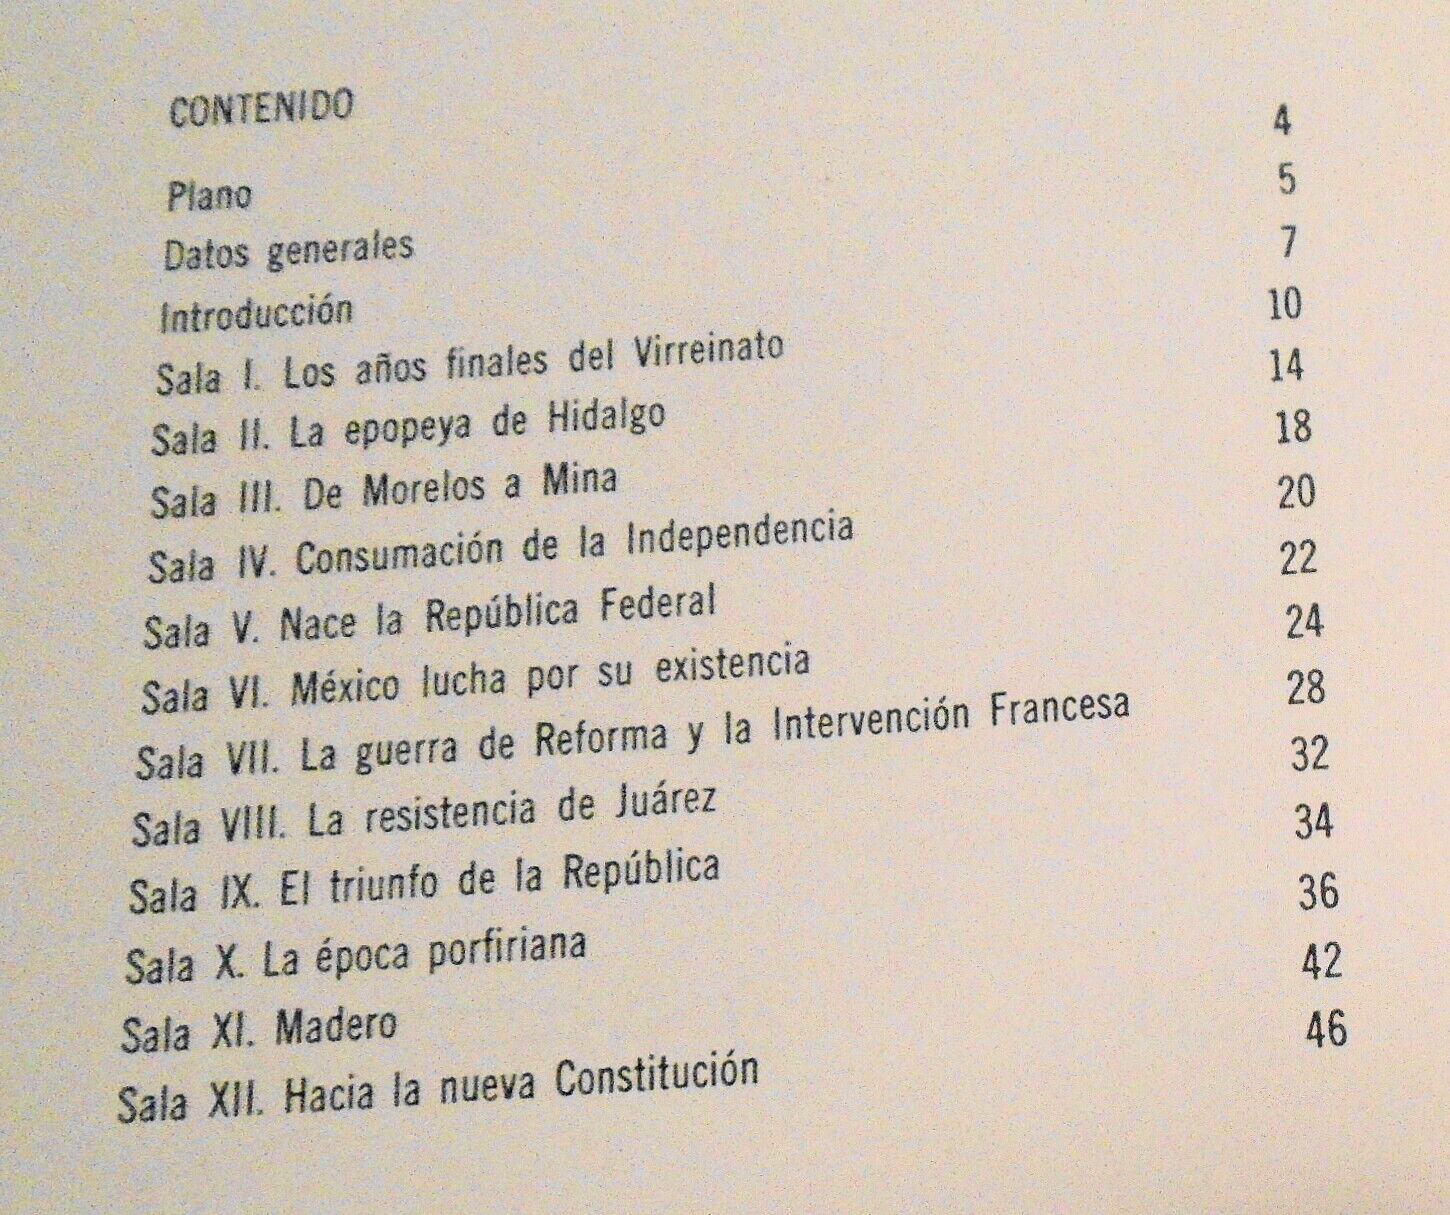 CONTENIDO
Plano 4
Datos generales 5
Introducción 7
Sala I. Los años finales del Virreinato 10
Sala II. La epopeya de Hidalgo 14
Sala III. De Morelos a Mina 18
Sala IV. Consumación de la Independencia 20
Sala V. Nace la República Federal 22
Sala VI. México lucha por su existencia 24
Sala VII. La guerra de Reforma y la Intervención Francesa 28
Sala VIII. La resistencia de Juárez 32
Sala IX. El triunfo de la República 34
Sala X. La época porfiriana 36
Sala XI. Madero 42
Sala XII. Hacia la nueva Constitución 46